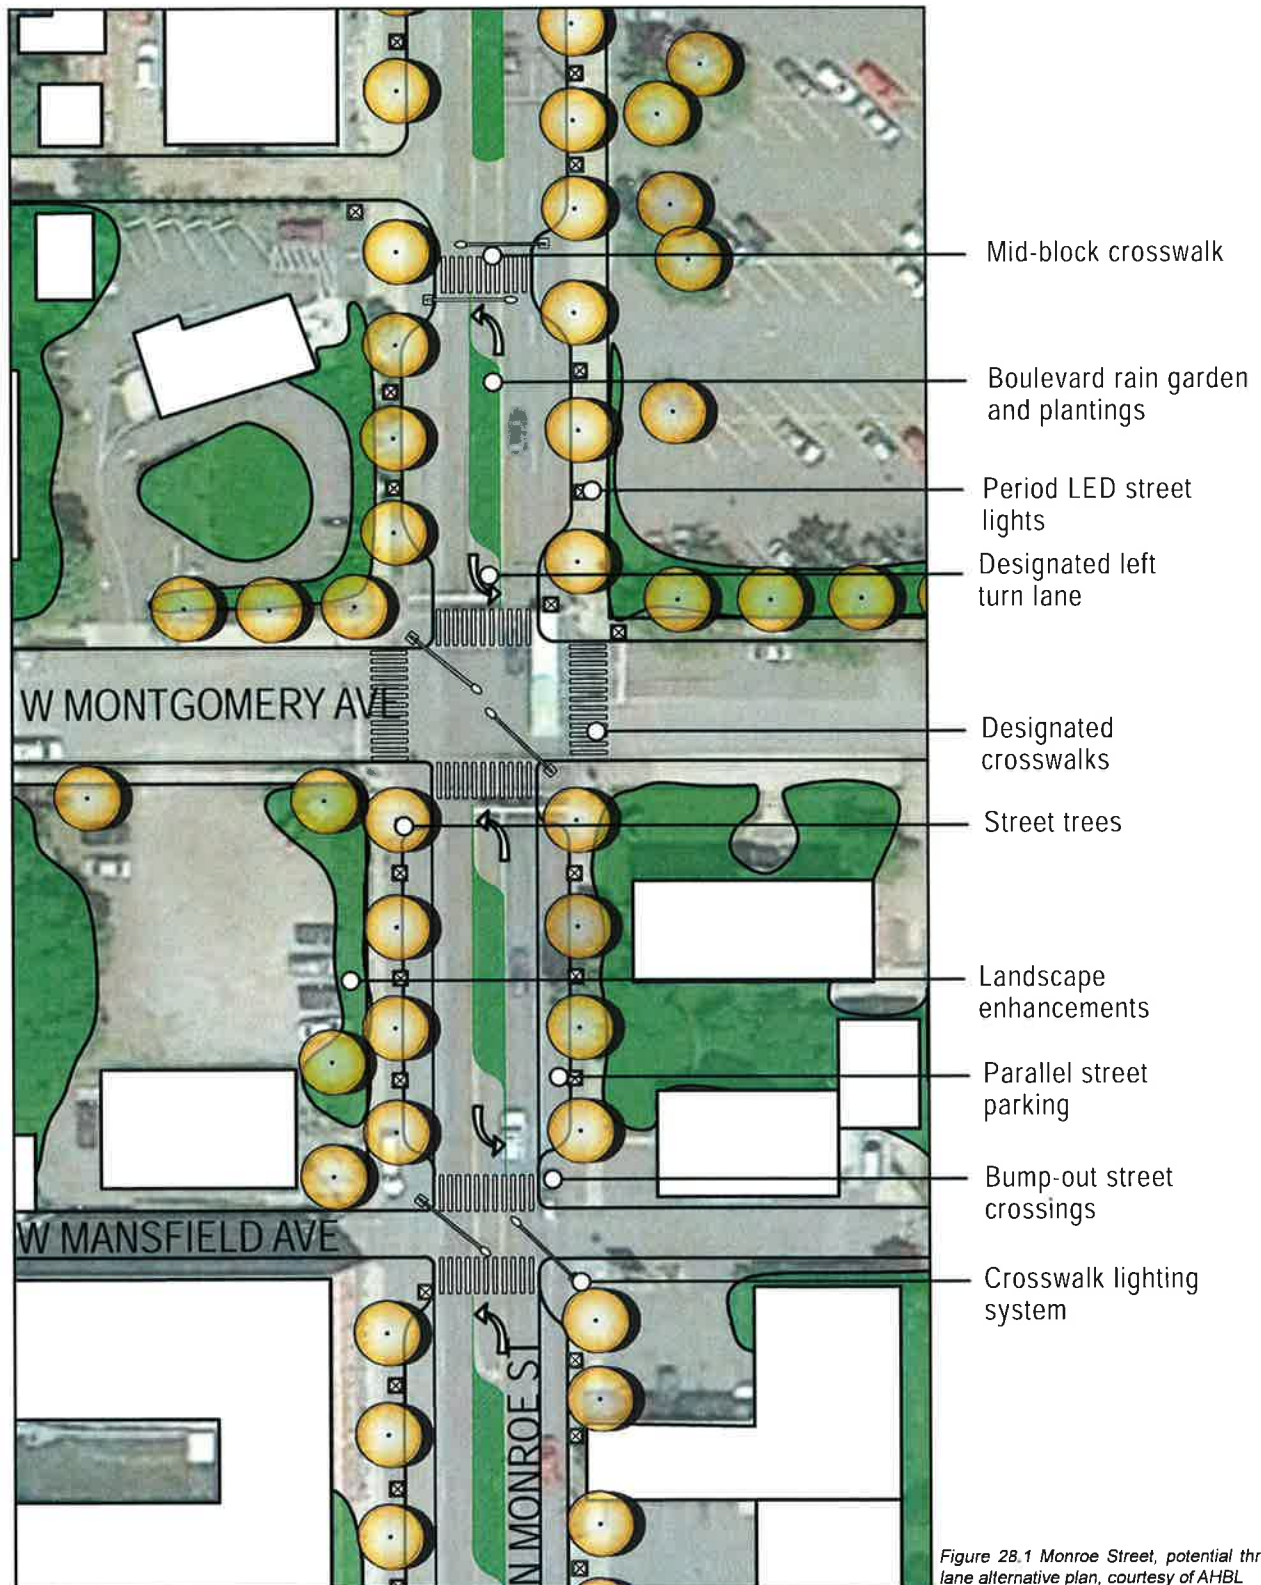 Mid-block crosswalk
Boulevard rain garden
and plantings
Period LED street
lights
Designated left
turn lane
W MONTGOMERY AVE
Designated
crosswalks
Street trees
Landscape
enhancements
Parallel street
parking
Bump-out street
crossings
W MANSFIELD AVE
Crosswalk lighting
system
N MONROE ST
Figure 28.1 Monroe Street, potential thr
lane alternative plan, courtesy of AHBL